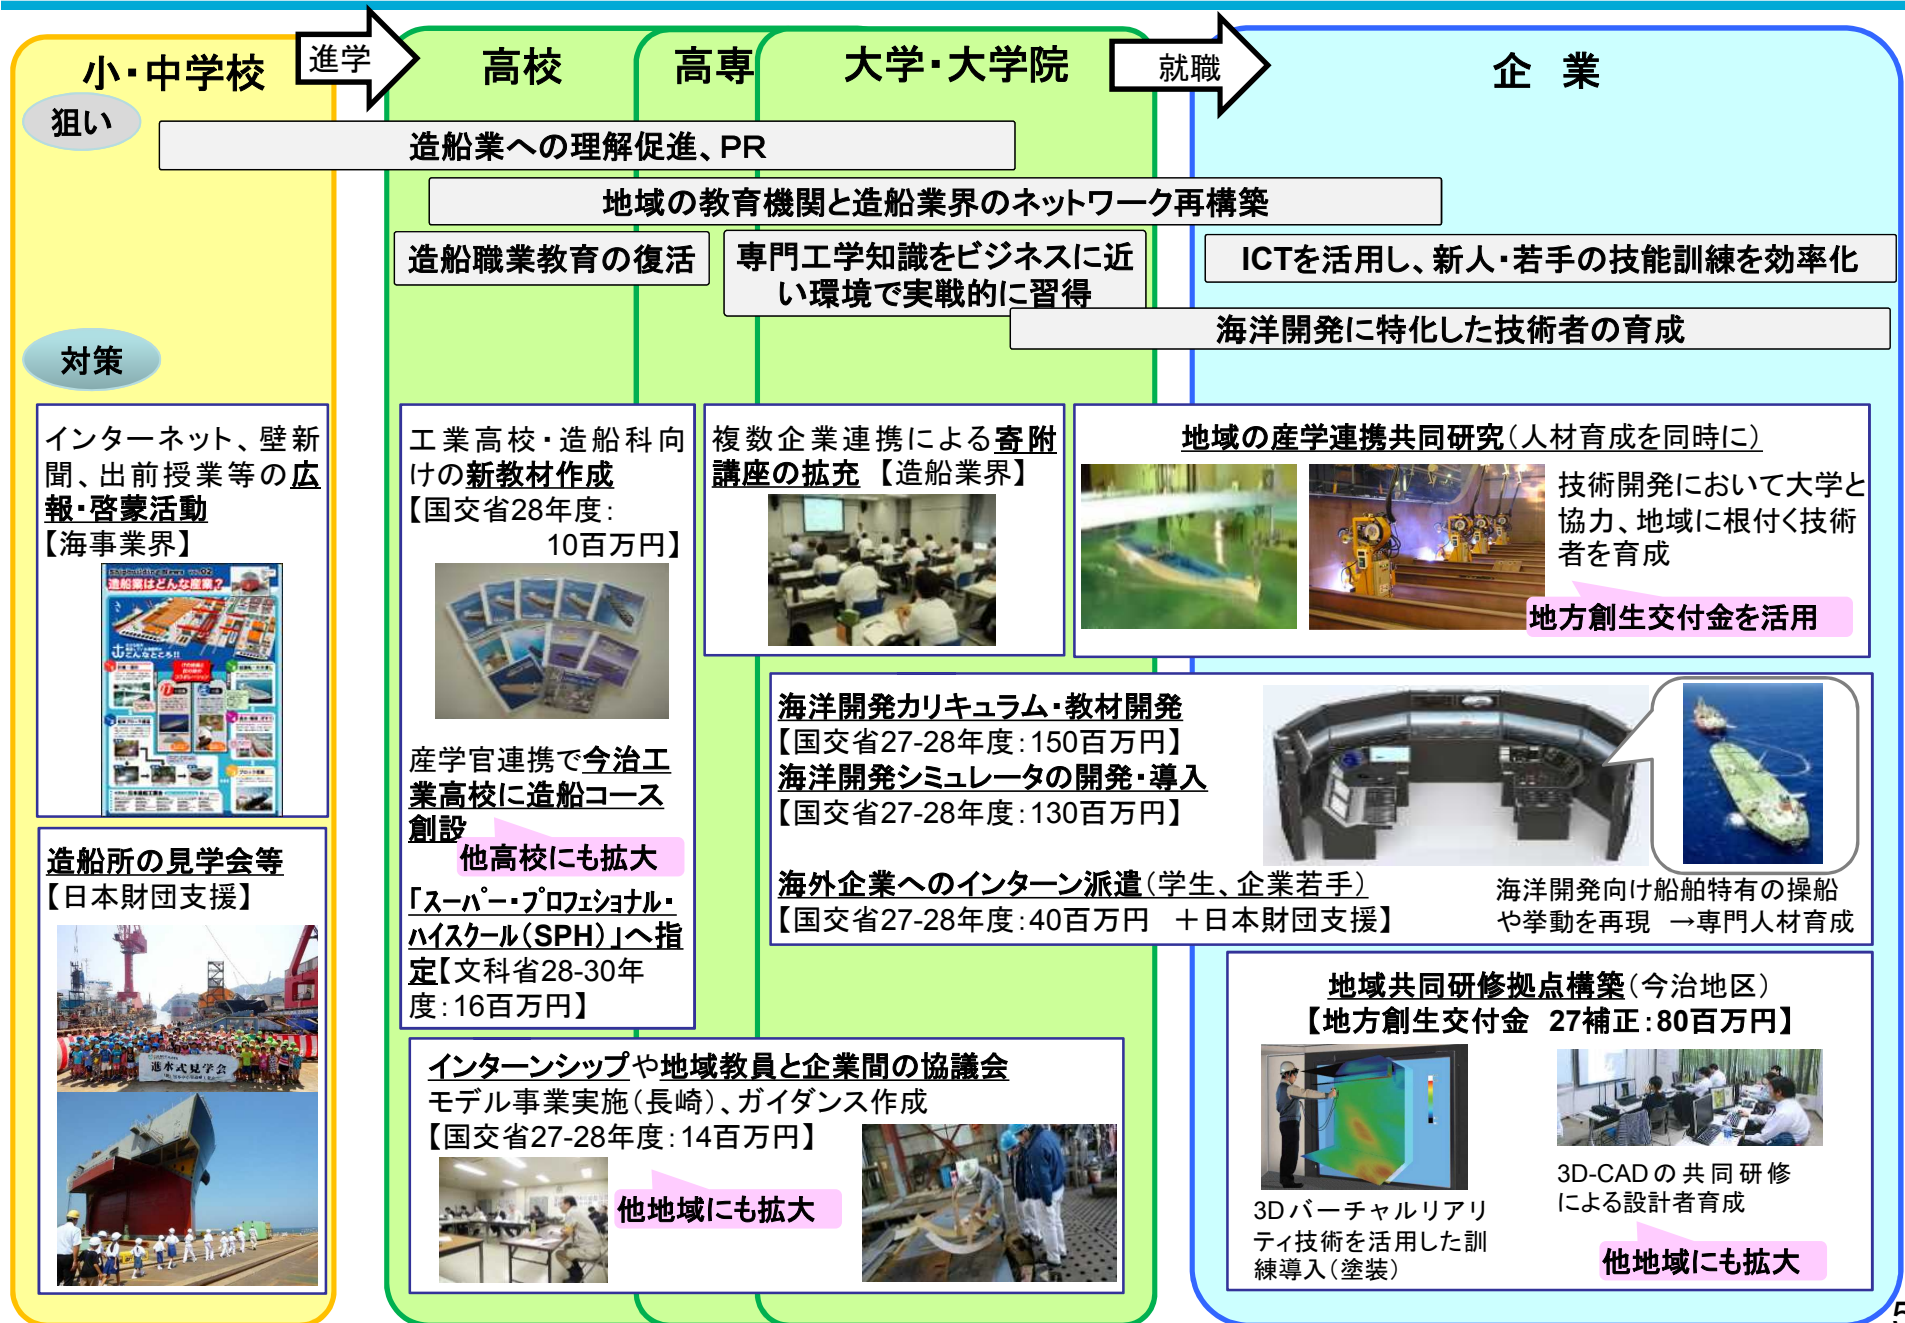 小・中学校
進学
高校
高専
大学・大学院
就職
企 業
狙い
造船業への理解促進、PR
地域の教育機関と造船業界のネットワーク再構築
造船職業教育の復活
専門工学知識をビジネスに近
い環境で実戦的に習得
ICTを活用し、新人・若手の技能訓練を効率化
海洋開発に特化した技術者の育成
対策
インターネット、壁新
聞、出前授業等の広
報・啓蒙活動
【海事業界】
造船業はどんな産業?
どんなところ!!
造船所の見学会等
【日本財団支援】
進水式見学会
工業高校・造船科向
けの新教材作成
【国交省28年度:
10百万円】
産学官連携で今治工
業高校に造船コース
創設
他高校にも拡大
「スーパー・プロフェショナル・
ハイスクール(SPH)」へ指
定【文科省28-30年
度:16百万円】
複数企業連携による寄附
講座の拡充 【造船業界】
地域の産学連携共同研究(人材育成を同時に)
技術開発において大学と
協力、地域に根付く技術
者を育成
地方創生交付金を活用
海洋開発カリキュラム・教材開発
【国交省27-28年度:150百万円】
海洋開発シミュレータの開発・導入
【国交省27-28年度:130百万円】
海外企業へのインターン派遣(学生、企業若手)
【国交省27-28年度:40百万円 +日本財団支援】
海洋開発向け船舶特有の操船
や挙動を再現 →専門人材育成
インターンシップや地域教員と企業間の協議会
モデル事業実施(長崎)、ガイダンス作成
【国交省27-28年度:14百万円】
他地域にも拡大
地域共同研修拠点構築(今治地区)
【地方創生交付金 27補正:80百万円】
3Dバーチャルリアリ
ティ技術を活用した訓
練導入(塗装)
3D-CADの共同研修
による設計者育成
他地域にも拡大
5